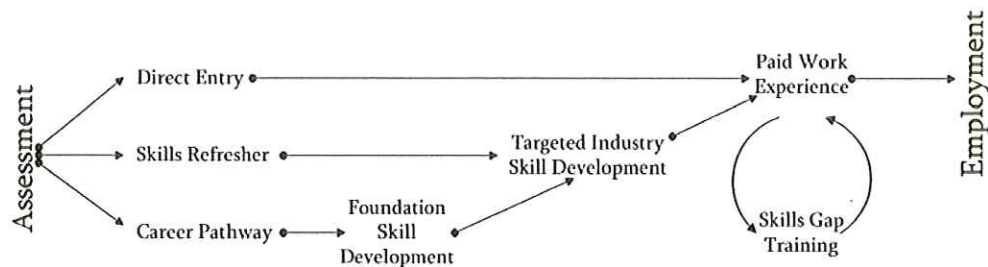 Assessment
Direct Entry
Skills Refresher
Career Pathway
Foundation
Skill
Development
Targeted Industry
Skill Development
Paid Work
Experience
Skills Gap
Training
Employment